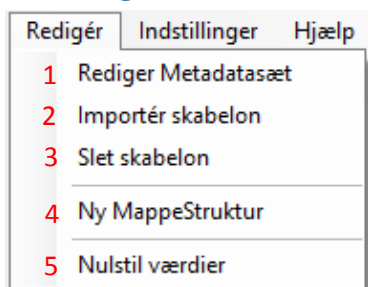 Redigér Indstillinger Hjælp
1 Rediger Metadatasæt
2 Importér skabelon
3 Slet skabelon
4 Ny MappeStruktur
5 Nulstil værdier